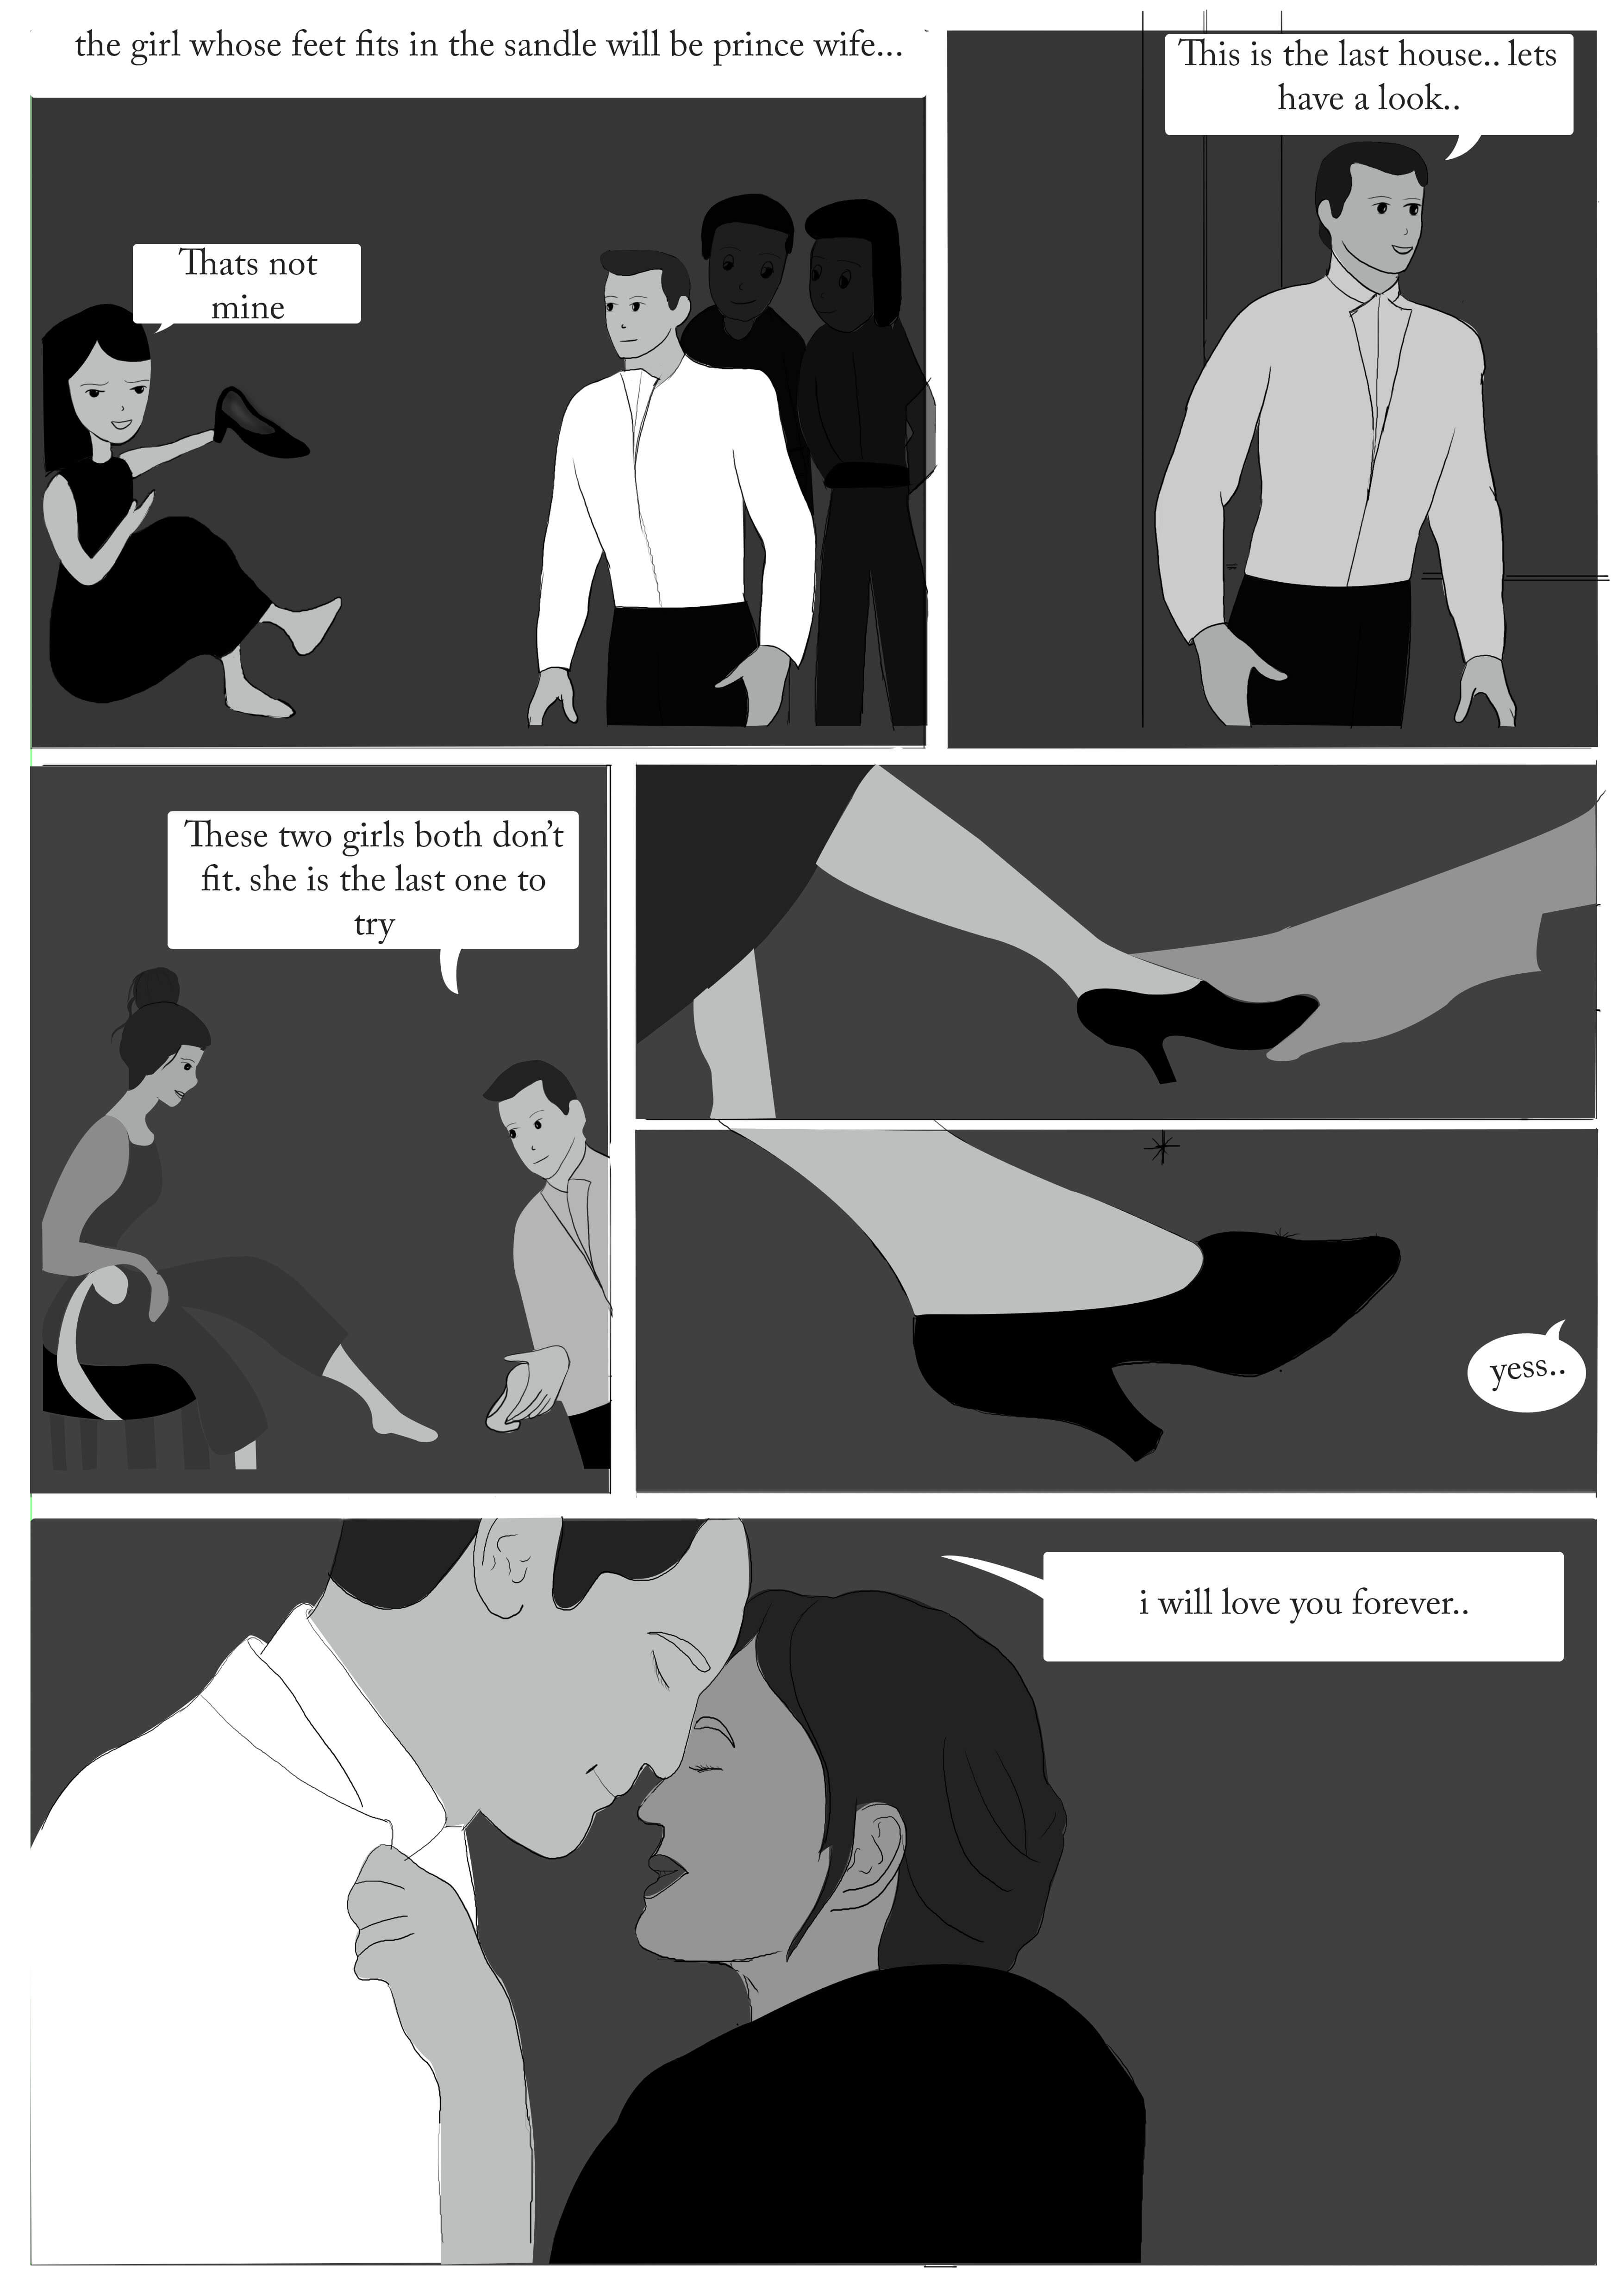 the girl whose feet fits in the sandle will be prince wife...
Thats not
mine
This is the last house.. lets
have a look..
These two girls both don’t
fit. she is the last one to
try
yess..
i will love you forever..